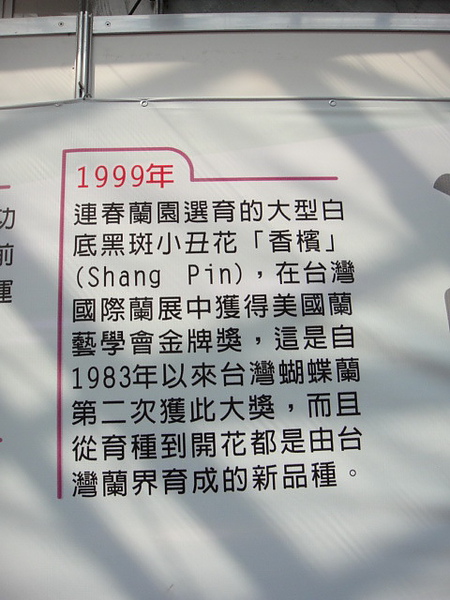 1999年
連春蘭園選育的大型白
底黑斑小丑花「香檳」
(Shang Pin)，在台灣
國際蘭展中獲得美國蘭
藝學會金牌獎，這是自
1983年以來台灣蝴蝶蘭
第二次獲此大獎，而且
從育種到開花都是由台
灣蘭界育成的新品種。
功
前
運